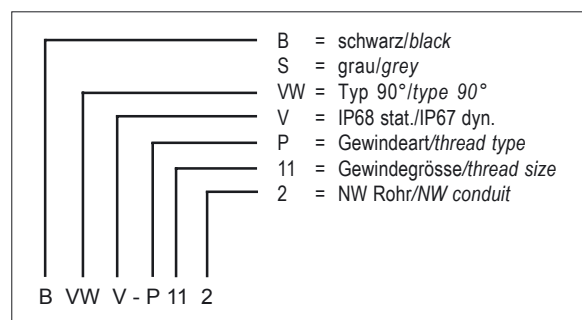 B = schwarz/black
S = grau/grey
VW = Typ 90°/type 90°
V = IP68 stat./IP67 dyn.
P = Gewindeart/thread type
11 = Gewindegrösse/thread size
2 = NW Rohr/NW conduit
B VW V - P 11 2